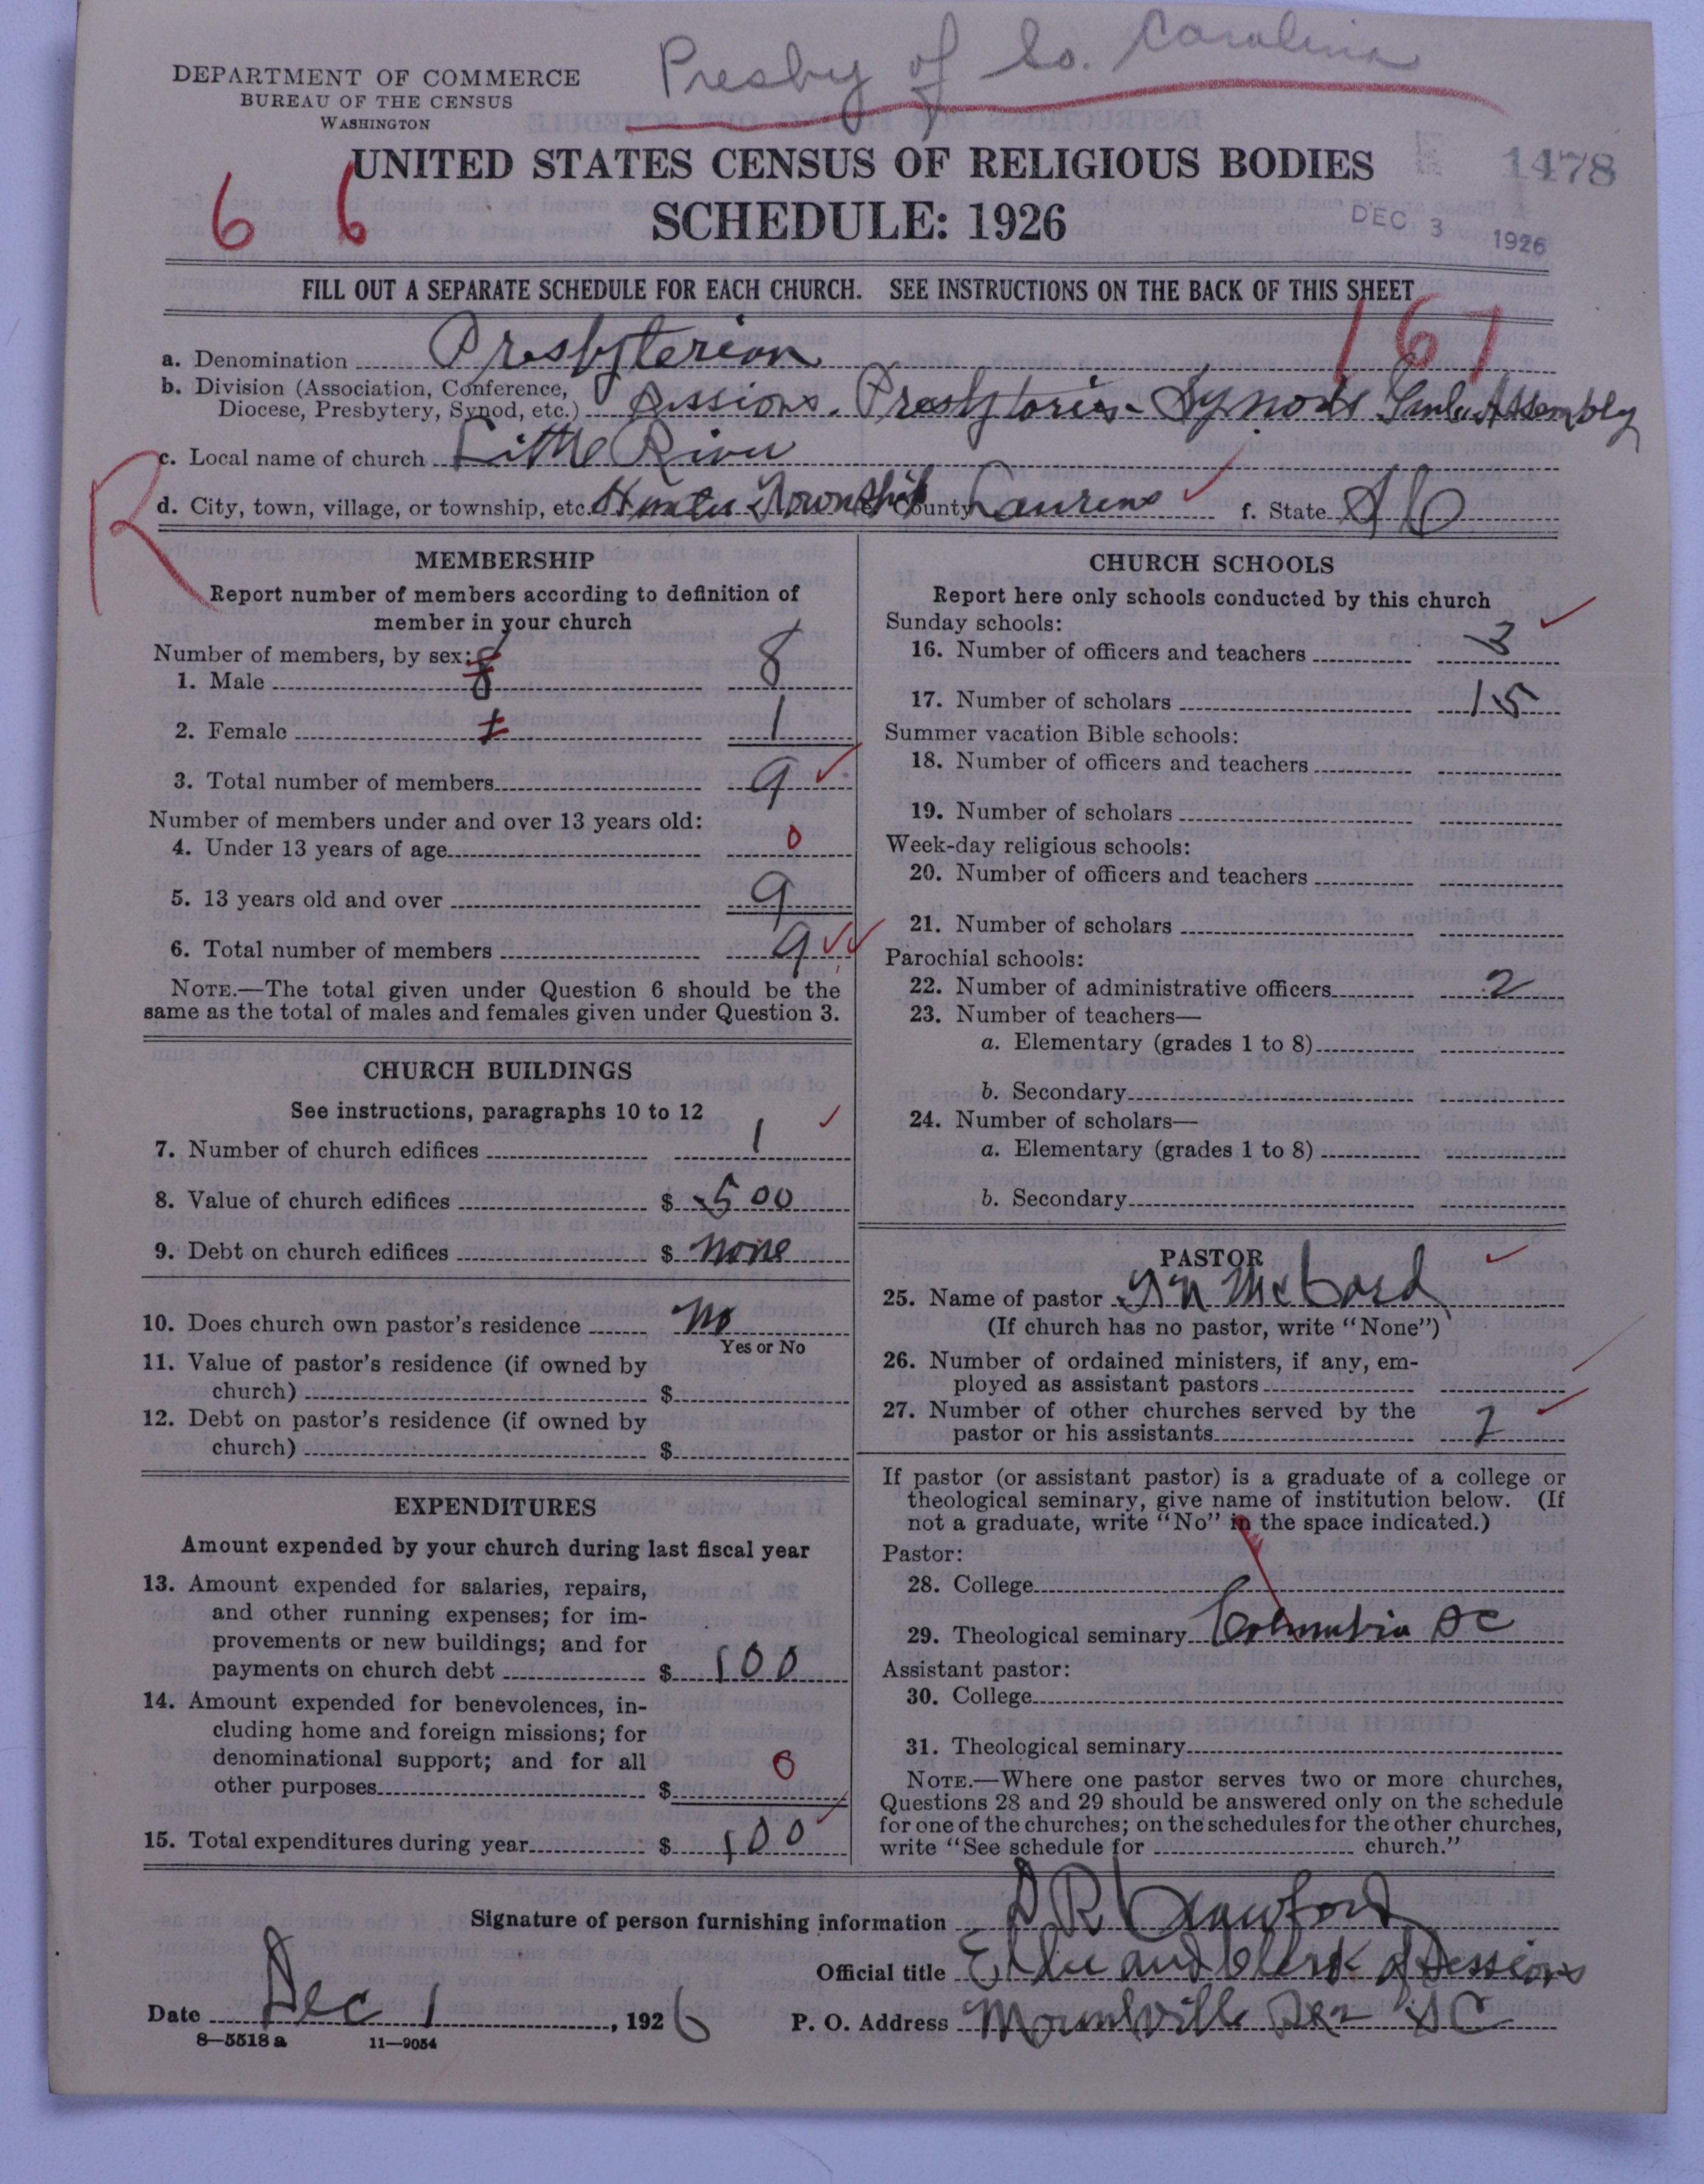 Presby of So. Carolina
DEPARTMENT OF COMMERCE
BUREAU OF THE CENSUS
WASHINGTON
UNITED STATES CENSUS OF RELIGIOUS BODIES
1478
6 6
SCHEDULE: 1926
DEC 3 1926
FILL OUT A SEPARATE SCHEDULE FOR EACH CHURCH. SEE INSTRUCTIONS ON THE BACK OF THIS SHEET
167
a. Denomination Presbyterian
b. Division (Association, Conference,
Diocese, Presbytery, Synod, etc.) Sessions. Presbyteries Synods Assembly
c. Local name of church Little River
R
d. City, town, village, or township, etc. Hunter Township County Laurens f. State S C
MEMBERSHIP
Report number of members according to definition of
member in your church
Number of members, by sex:
1. Male 8 8
2. Female 1 1
3. Total number of members 9
Number of members under and over 13 years old:
4. Under 13 years of age 0
5. 13 years old and over 9
6. Total number of members 9
NOTE.—The total given under Question 6 should be the
same as the total of males and females given under Question 3.
CHURCH BUILDINGS
See instructions, paragraphs 10 to 12
7. Number of church edifices 1
8. Value of church edifices $ 500
9. Debt on church edifices $ none
10. Does church own pastor's residence No
Yes or No
11. Value of pastor's residence (if owned by
church) $
12. Debt on pastor's residence (if owned by
church) $
EXPENDITURES
Amount expended by your church during last fiscal year
13. Amount expended for salaries, repairs,
and other running expenses; for im-
provements or new buildings; and for
payments on church debt $ 100
14. Amount expended for benevolences, in-
cluding home and foreign missions; for
denominational support; and for all
other purposes $ 0
15. Total expenditures during year $ 100
CHURCH SCHOOLS
Report here only schools conducted by this church
Sunday schools:
16. Number of officers and teachers 3
17. Number of scholars 15
Summer vacation Bible schools:
18. Number of officers and teachers
19. Number of scholars
Week-day religious schools:
20. Number of officers and teachers
21. Number of scholars
Parochial schools:
22. Number of administrative officers 2
23. Number of teachers—
a. Elementary (grades 1 to 8)
b. Secondary
24. Number of scholars—
a. Elementary (grades 1 to 8)
b. Secondary
PASTOR
25. Name of pastor McCord
(If church has no pastor, write "None")
26. Number of ordained ministers, if any, em-
ployed as assistant pastors
27. Number of other churches served by the
pastor or his assistants 2
If pastor (or assistant pastor) is a graduate of a college or
theological seminary, give name of institution below. (If
not a graduate, write "No" in the space indicated.)
Pastor:
28. College
29. Theological seminary Columbia SC
Assistant pastor:
30. College
31. Theological seminary
NOTE.—Where one pastor serves two or more churches,
Questions 28 and 29 should be answered only on the schedule
for one of the churches; on the schedules for the other churches,
write "See schedule for church."
Signature of person furnishing information D R Crawford
Official title Elder and Clerk of Sessions
Date Dec 1, 1926 P. O. Address Mountville SC
8—5518 a 11—9054